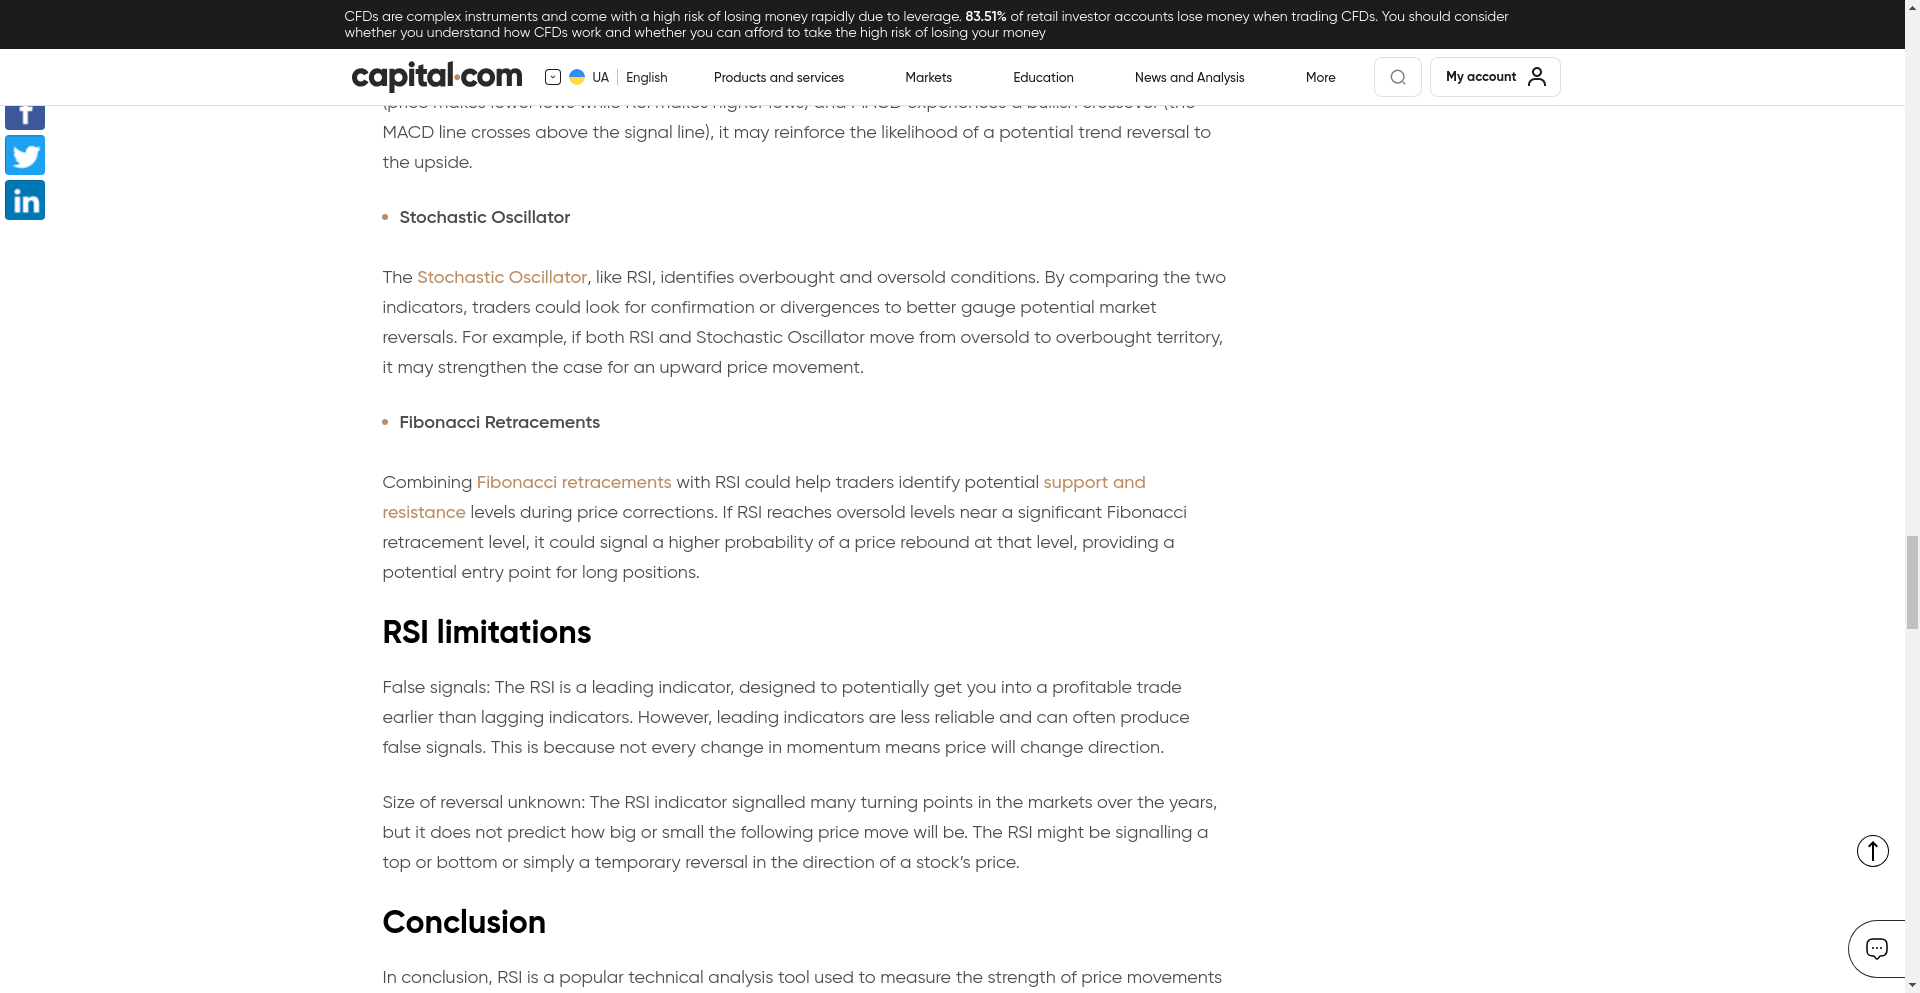 CFDs are complex instruments and come with a high risk of losing money rapidly due to leverage. 83.51% of retail investor accounts lose money when trading CFDs. You should consider
whether you understand how CFDs work and whether you can afford to take the high risk of losing your money
capital.com
UA
English
Products and services
Markets
Education
News and Analysis
More
My account
(price makes lower lows while RSI makes higher lows) and MACD experiences a bullish crossover (the
MACD line crosses above the signal line), it may reinforce the likelihood of a potential trend reversal to
the upside.
Stochastic Oscillator
The Stochastic Oscillator, like RSI, identifies overbought and oversold conditions. By comparing the two
indicators, traders could look for confirmation or divergences to better gauge potential market
reversals. For example, if both RSI and Stochastic Oscillator move from oversold to overbought territory,
it may strengthen the case for an upward price movement.
Fibonacci Retracements
Combining Fibonacci retracements with RSI could help traders identify potential support and
resistance levels during price corrections. If RSI reaches oversold levels near a significant Fibonacci
retracement level, it could signal a higher probability of a price rebound at that level, providing a
potential entry point for long positions.
RSI limitations
False signals: The RSI is a leading indicator, designed to potentially get you into a profitable trade
earlier than lagging indicators. However, leading indicators are less reliable and can often produce
false signals. This is because not every change in momentum means price will change direction.
Size of reversal unknown: The RSI indicator signalled many turning points in the markets over the years,
but it does not predict how big or small the following price move will be. The RSI might be signalling a
top or bottom or simply a temporary reversal in the direction of a stock’s price.
Conclusion
In conclusion, RSI is a popular technical analysis tool used to measure the strength of price movements